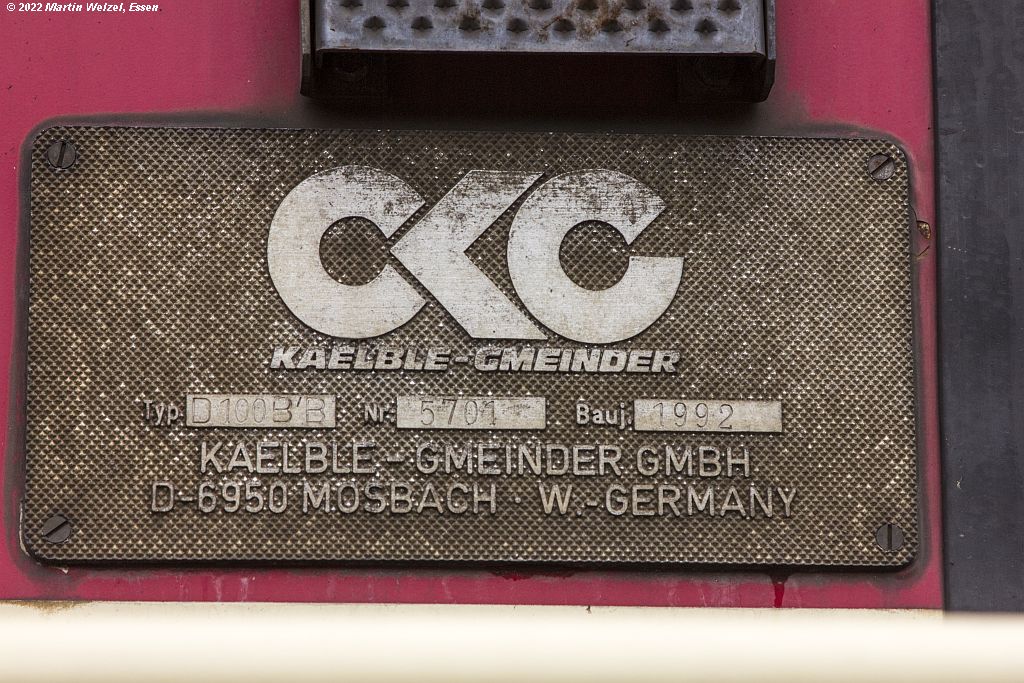 © 2022 Martin Welzel, Essen
CKG
KAELBLE-GMEINDER
Typ. D100B'B Nr. 5701 Bauj. 1992
KAELBLE-GMEINDER GMBH
D-6950 MOSBACH · W.-GERMANY